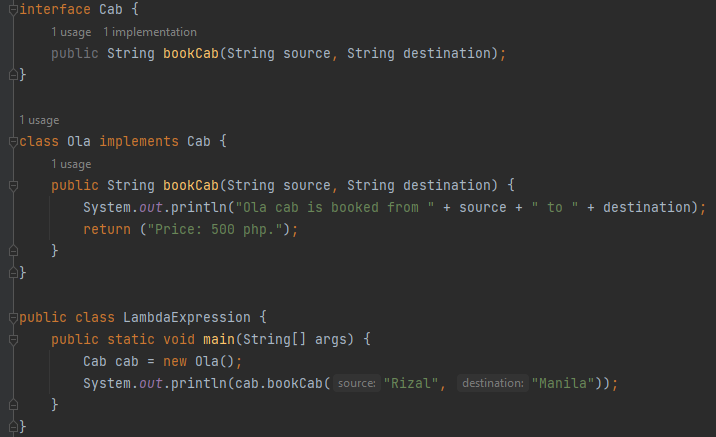 interface Cab {
1 usage 1 implementation
public String bookCab(String source, String destination);
}
1 usage
class Ola implements Cab {
1 usage
public String bookCab(String source, String destination) {
System.out.println("Ola cab is booked from " + source + " to " + destination);
return ("Price: 500 php.");
}
}
public class LambdaExpression {
public static void main(String[] args) {
Cab cab = new Ola();
System.out.println(cab.bookCab( source: "Rizal", destination: "Manila"));
}
}